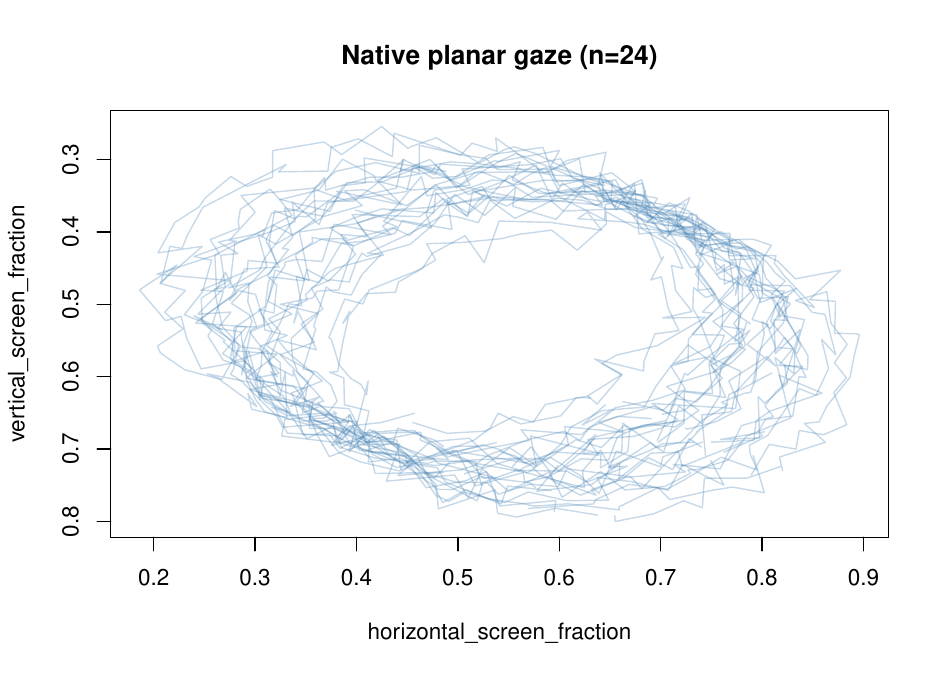 Native planar gaze (n=24)
vertical_screen_fraction
0.3
0.4
0.5
0.6
0.7
0.8
0.2 0.3 0.4 0.5 0.6 0.7 0.8 0.9
horizontal_screen_fraction